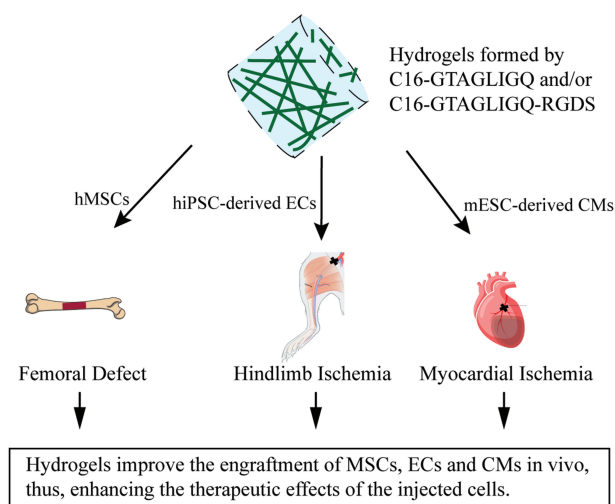 Hydrogels formed by
C16-GTAGLIGQ and/or
C16-GTAGLIGQ-RGDS
hMSCs
hiPSC-derived ECs
mESC-derived CMs
Femoral Defect
Hindlimb Ischemia
Myocardial Ischemia
Hydrogels improve the engraftment of MSCs, ECs and CMs in vivo,
thus, enhancing the therapeutic effects of the injected cells.